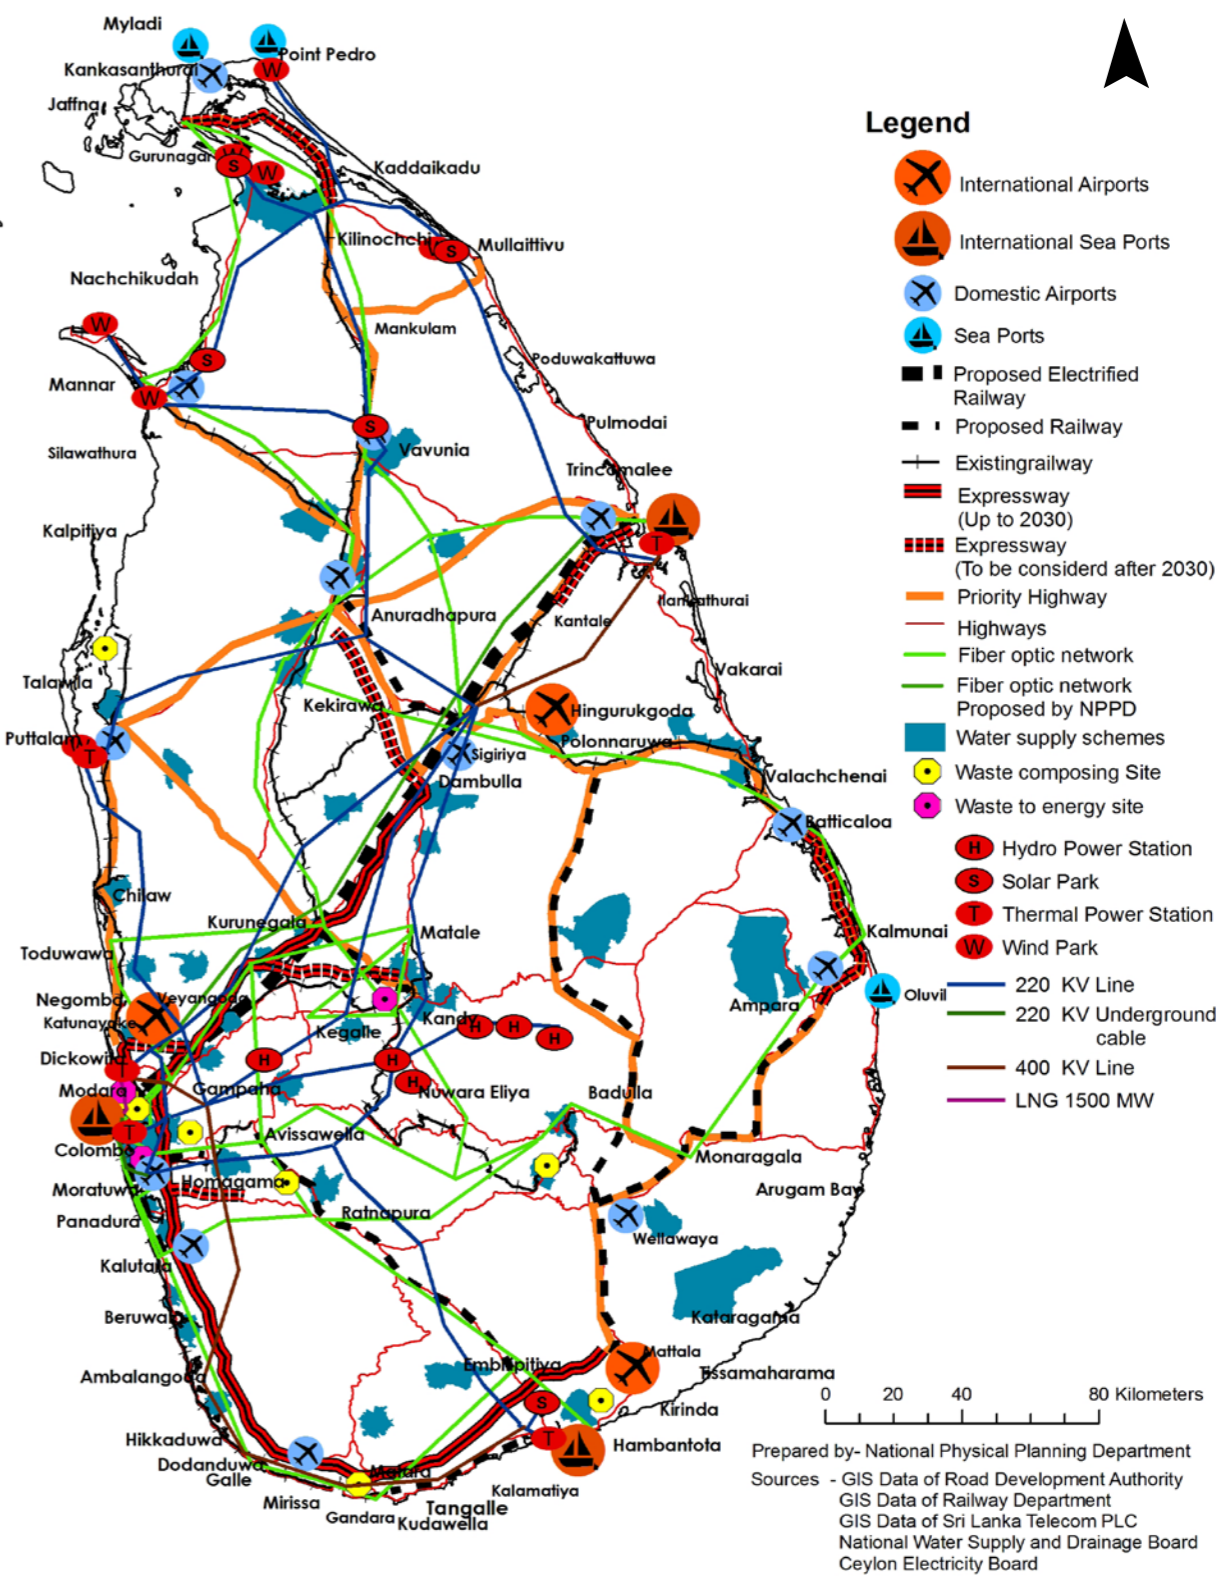 Myladi
Point Pedro
Kankasanthurai
Jaffna
W
Gurunagar
S
W
Kaddaikadu
Kilinochchi
S
Mullaittivu
Nachchikudah
W
Mankulam
S
Poduwakattuwa
Mannar
W
Pulmodai
S
Silawathura
Vavunia
Trincomalee
Kalpitiya
T
Anuradhapura
Kantale
Vakarai
Talawila
Kekirawa
Hingurukgoda
Puttalam
T
Polonnaruwa
Sigiriya
Dambulla
Valachchenai
Batticaloa
Chilaw
Kurunegala
Matale
Kalmunai
Toduwawa
Negombo
Veyangoda
Ampara
Oluvil
Katunayake
Kegalle
Kandy
H
H
H
Dickowita
T
H
H
H
Modara
Gampaha
Nuwara Eliya
Badulla
T
Avissawella
Colombo
Monaragala
Moratuwa
Homagama
Arugam Bay
Panadura
Ratnapura
Wellawaya
Kalutara
Beruwala
Kataragama
Mattala
Embilipitiya
Tissamaharama
Ambalangoda
S
Kirinda
Hikkaduwa
T
Hambantota
Dodanduwa
Galle
Matara
Kalamatiya
Mirissa
Tangalle
Gandara
Kudawella
Legend
International Airports
International Sea Ports
Domestic Airports
Sea Ports
Proposed Electrified
Railway
Proposed Railway
Existingrailway
Expressway
(Up to 2030)
Expressway
(To be considerd after 2030)
Priority Highway
Highways
Fiber optic network
Fiber optic network
Proposed by NPPD
Water supply schemes
Waste composing Site
Waste to energy site
H Hydro Power Station
S Solar Park
T Thermal Power Station
W Wind Park
220 KV Line
220 KV Underground
cable
400 KV Line
LNG 1500 MW
0 20 40 80 Kilometers
Prepared by- National Physical Planning Department
Sources - GIS Data of Road Development Authority
GIS Data of Railway Department
GIS Data of Sri Lanka Telecom PLC
National Water Supply and Drainage Board
Ceylon Electricity Board